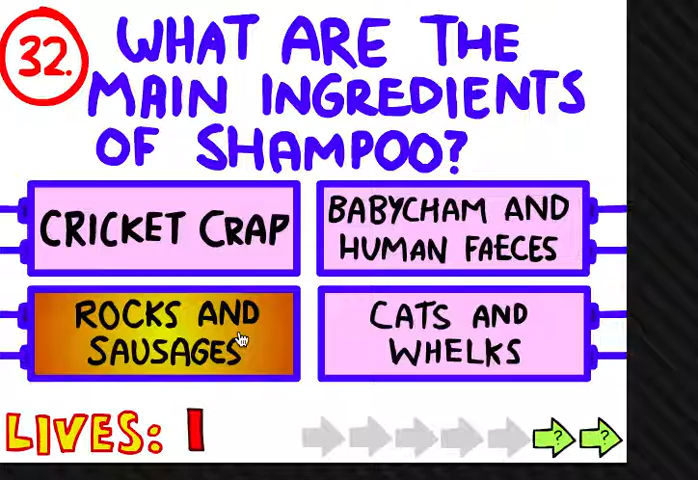 32.
WHAT ARE THE
MAIN INGREDIENTS
OF SHAMPOO?
CRICKET CRAP
BABYCHAM AND
HUMAN FAECES
ROCKS AND
SAUSAGES
CATS AND
WHELKS
LIVES: 1
? ?